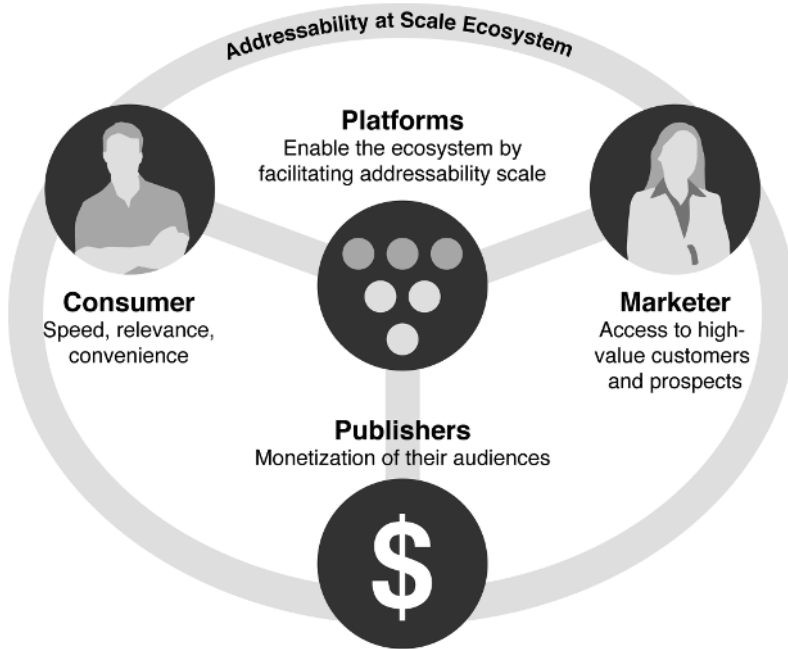 Addressability at Scale Ecosystem
Platforms
Enable the ecosystem by
facilitating addressability scale
Consumer
Speed, relevance,
convenience
Marketer
Access to high-
value customers
and prospects
Publishers
Monetization of their audiences
$